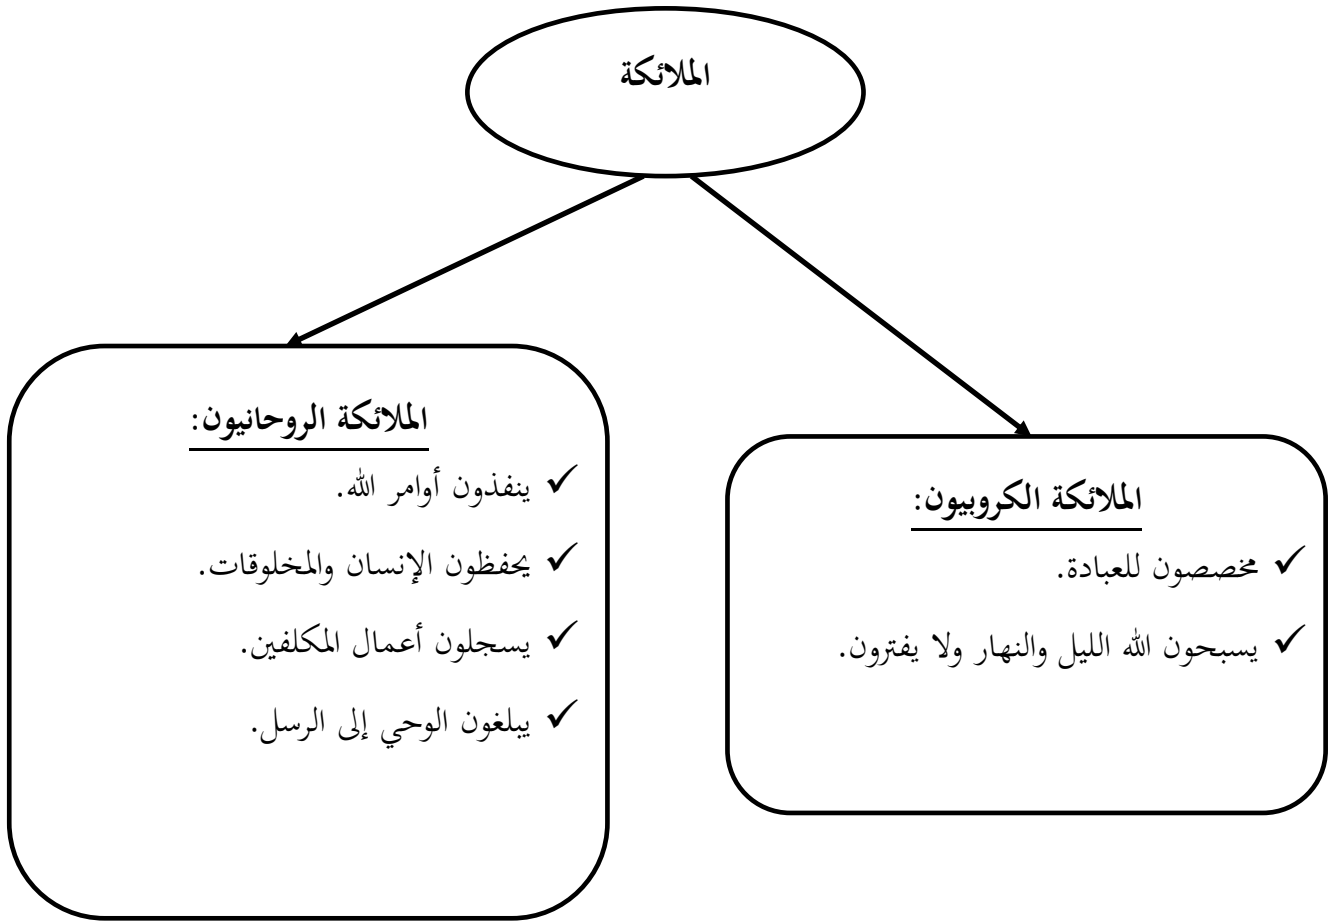 الملائكة
الملائكة الكروبيون:
✓ مخصصون للعبادة.
✓ يسبحون الله الليل والنهار ولا يفترون.
الملائكة الروحانيون:
✓ ينفذون أوامر الله.
✓ يحفظون الإنسان والمخلوقات.
✓ يسجلون أعمال المكلفين.
✓ يبلغون الوحي إلى الرسل.